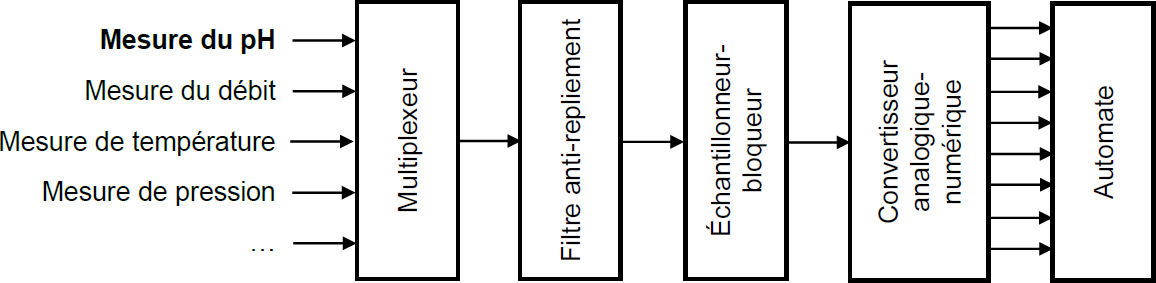 Mesure du pH
Mesure du débit
Mesure de température
Mesure de pression
...
Multiplexeur
Filtre anti-repliement
Échantillonneur-
bloqueur
Convertisseur
analogique-
numérique
Automate